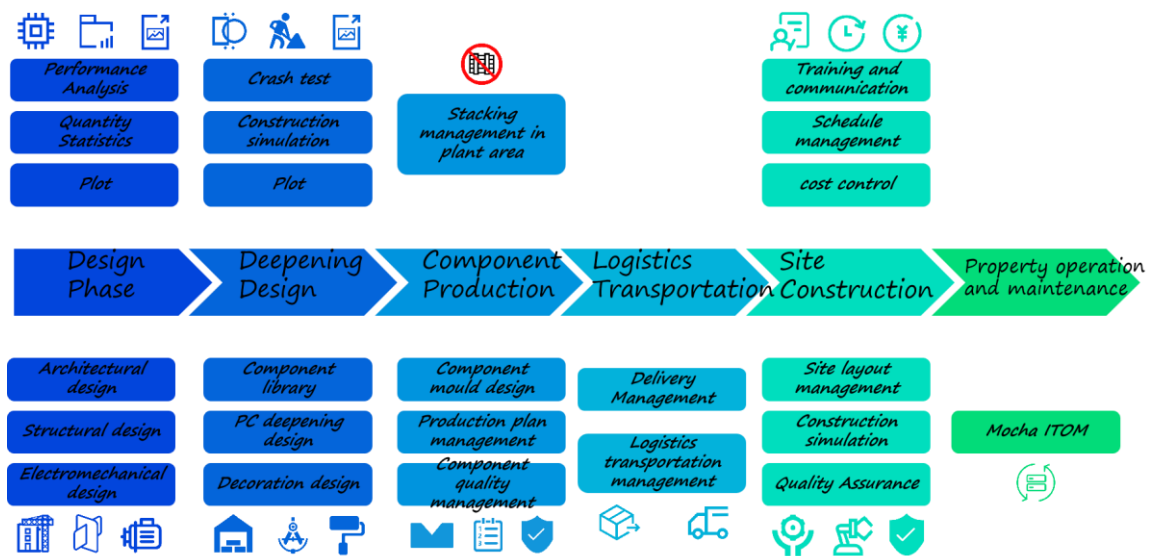 Performance
Analysis
Quantity
Statistics
Plot
Crash test
Construction
simulation
Plot
Stacking
management in
plant area
Training and
communication
Schedule
management
cost control
Design
Phase
Deepening
Design
Component
Production
Logistics
Transportation
Site
Construction
Property operation
and maintenance
Architectural
design
Structural design
Electromechanical
design
Component
library
PC deepening
design
Decoration design
Component
mould design
Production plan
management
Component
quality
management
Delivery
Management
Logistics
transportation
management
Site layout
management
Construction
simulation
Quality Assurance
Mocha ITOM
1
2
3
¥